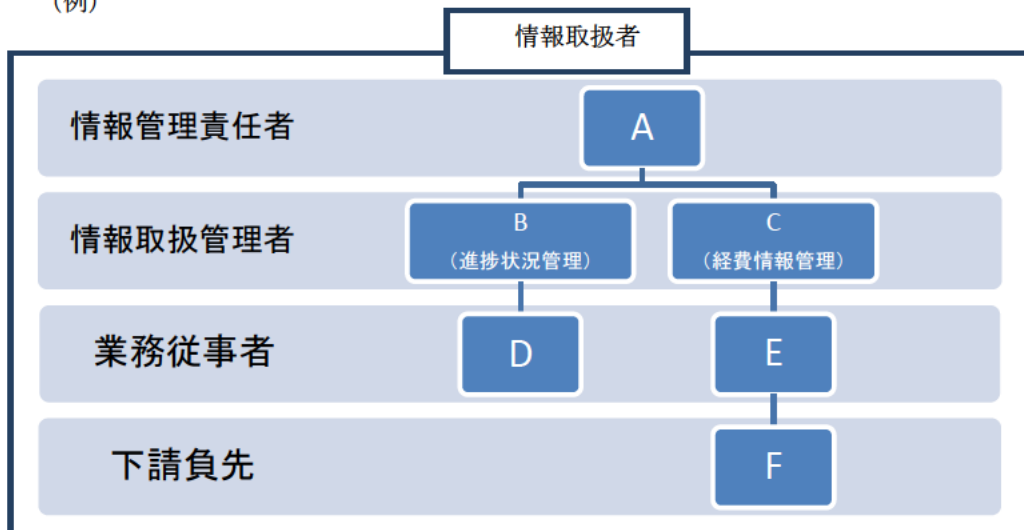 （例）
情報取扱者
情報管理責任者
A
情報取扱管理者
B
（進捗状況管理）
C
（経費情報管理）
業務従事者
D
E
下請負先
F